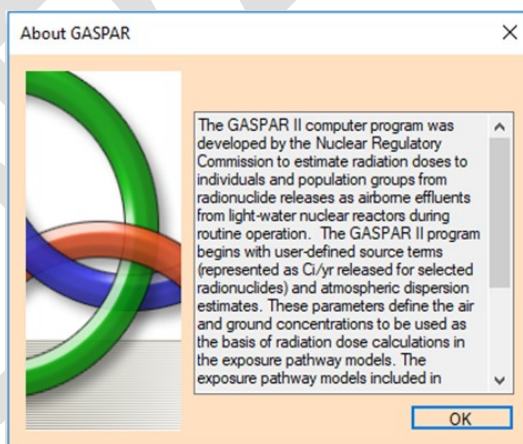 About GASPAR
The GASPAR II computer program was
developed by the Nuclear Regulatory
Commission to estimate radiation doses to
individuals and population groups from
radionuclide releases as airborne effluents
from light-water nuclear reactors during
routine operation.  The GASPAR II program
begins with user-defined source terms
(represented as Ci/yr released for selected
radionuclides) and atmospheric dispersion
estimates. These parameters define the air
and ground concentrations to be used as
the basis of radiation dose calculations in
the exposure pathway models. The
exposure pathway models included in
OK